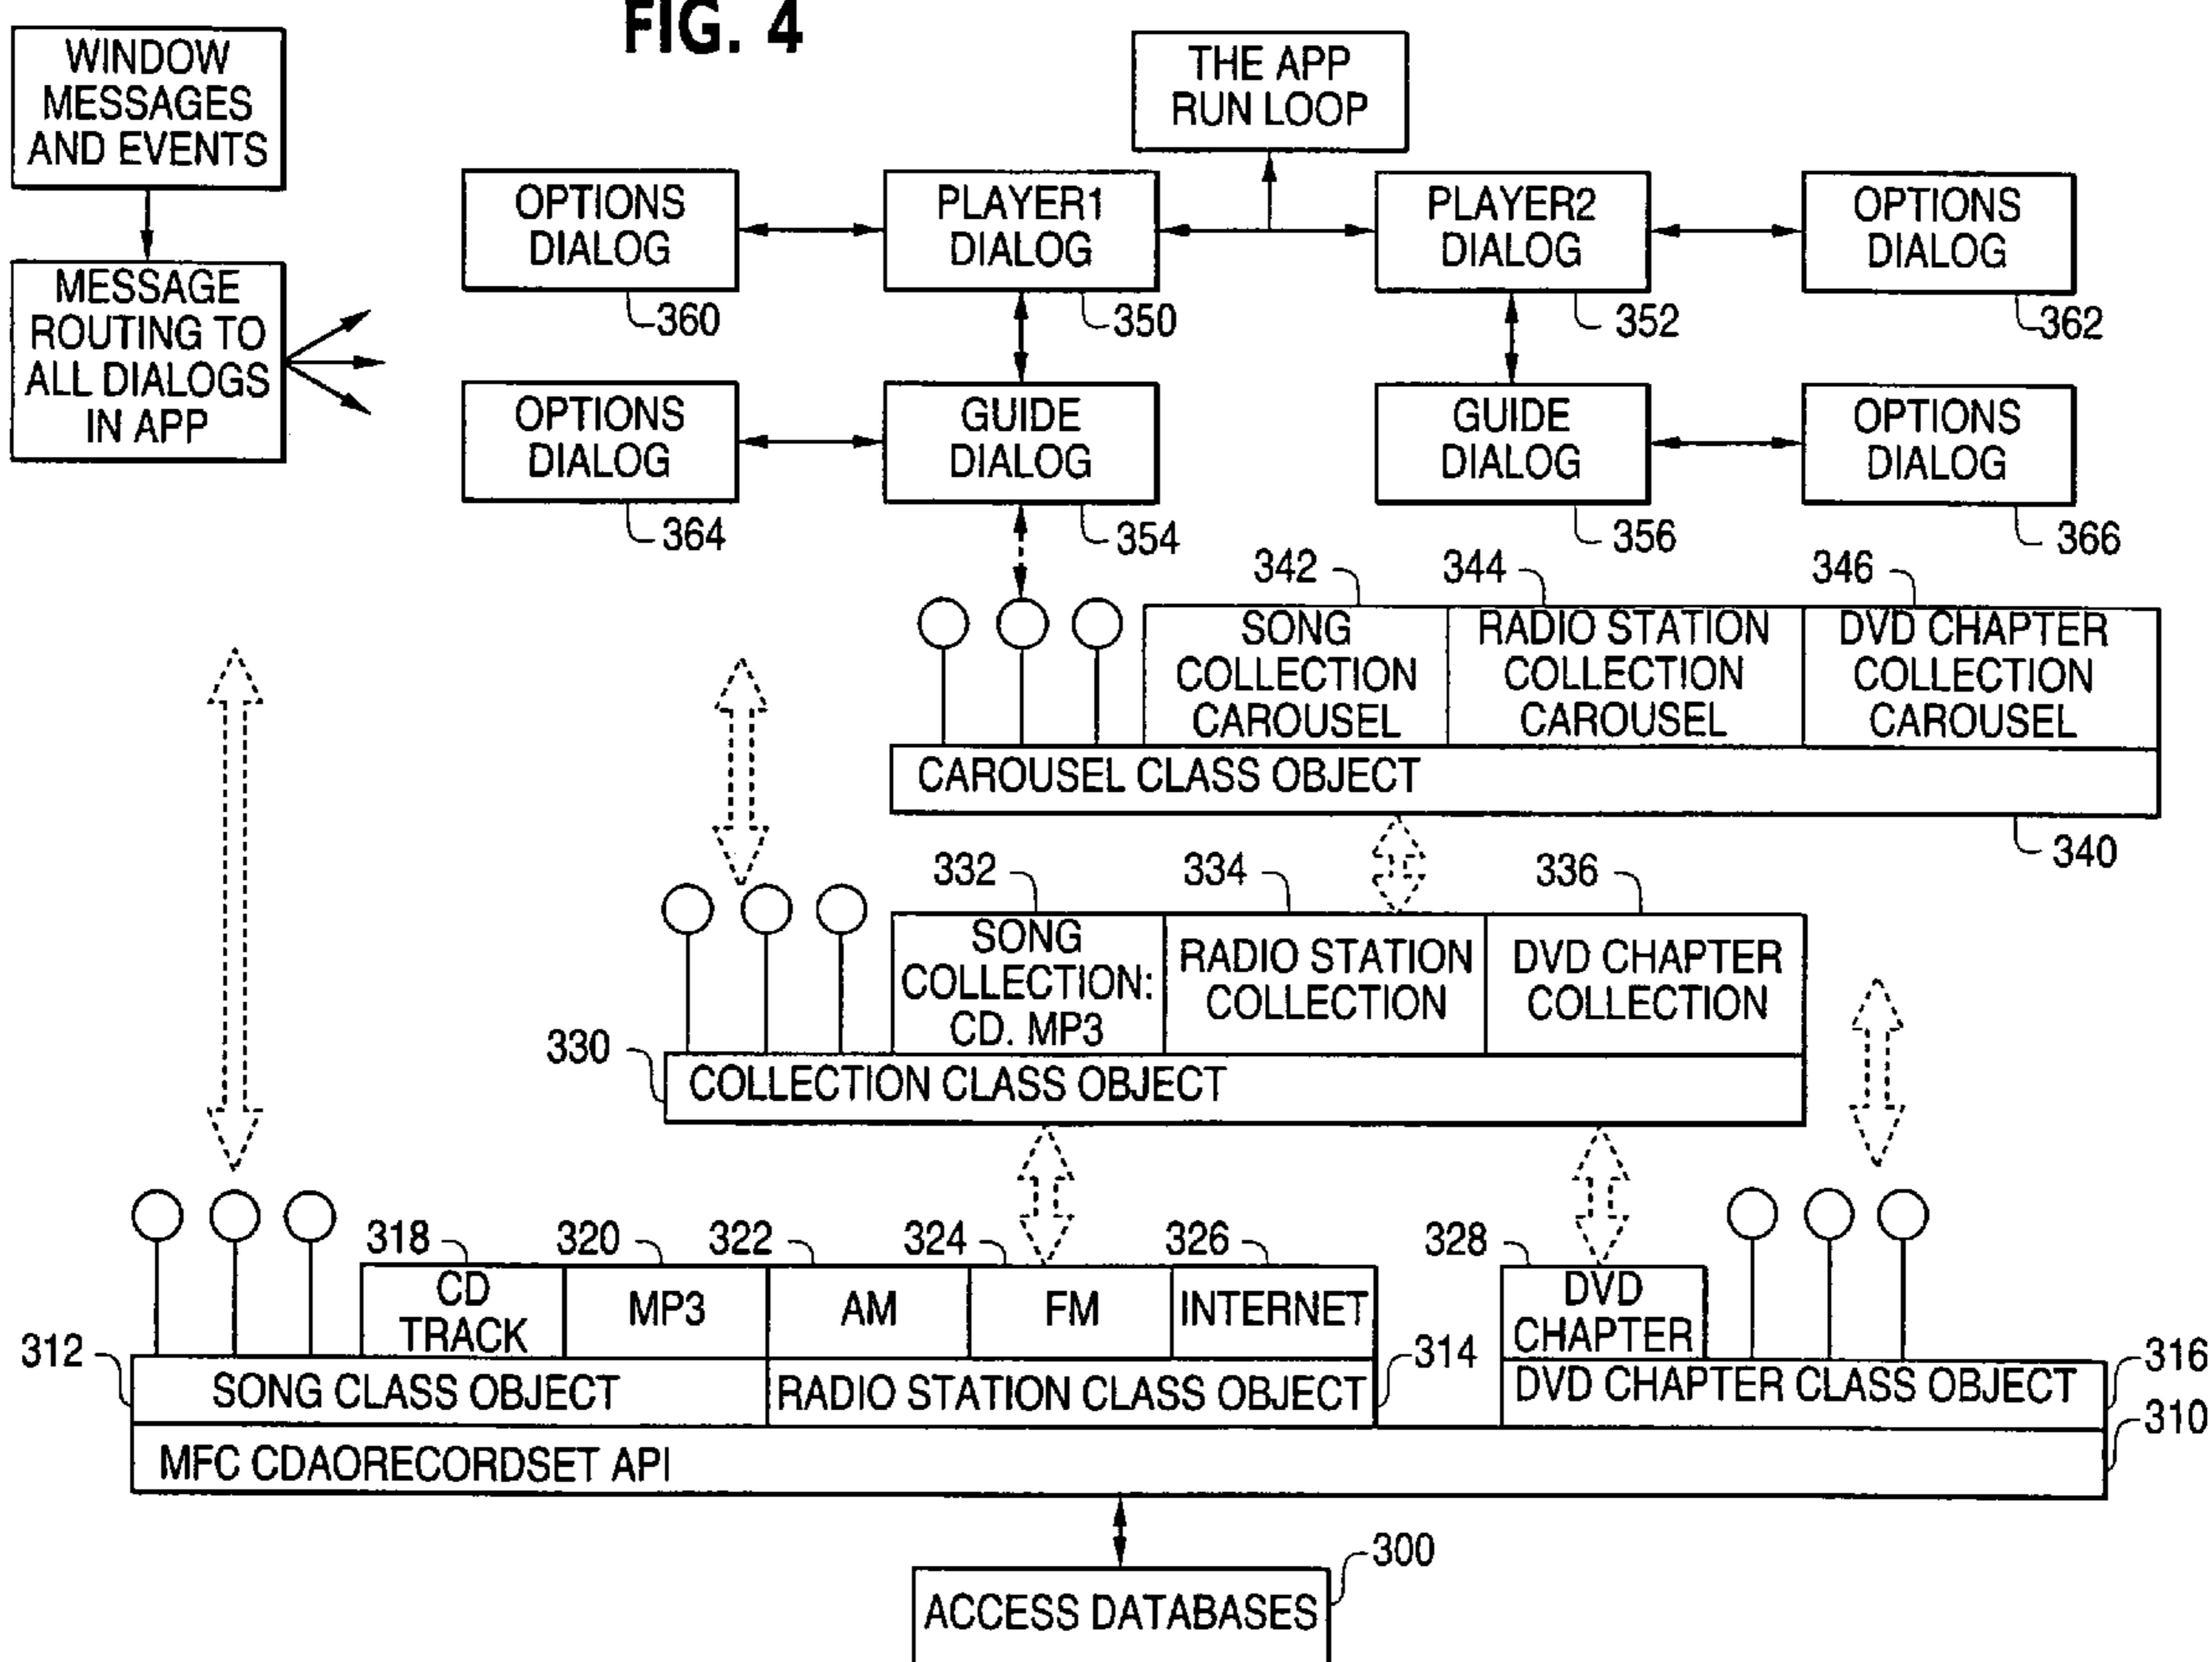 FIG. 4
WINDOW
MESSAGES
AND EVENTS
THE APP
RUN LOOP
MESSAGE
ROUTING TO
ALL DIALOGS
IN APP
OPTIONS
DIALOG
360
PLAYER1
DIALOG
350
PLAYER2
DIALOG
352
OPTIONS
DIALOG
362
OPTIONS
DIALOG
364
GUIDE
DIALOG
354
GUIDE
DIALOG
356
OPTIONS
DIALOG
366
342
344
346
SONG
COLLECTION
CAROUSEL
RADIO STATION
COLLECTION
CAROUSEL
DVD CHAPTER
COLLECTION
CAROUSEL
CAROUSEL CLASS OBJECT
340
332
334
336
SONG
COLLECTION:
CD. MP3
RADIO STATION
COLLECTION
DVD CHAPTER
COLLECTION
330
COLLECTION CLASS OBJECT
318
320
322
324
326
328
CD
TRACK
MP3
AM
FM
INTERNET
DVD
CHAPTER
312
SONG CLASS OBJECT
RADIO STATION CLASS OBJECT
314
DVD CHAPTER CLASS OBJECT
316
MFC CDAORECORDSET API
310
300
ACCESS DATABASES